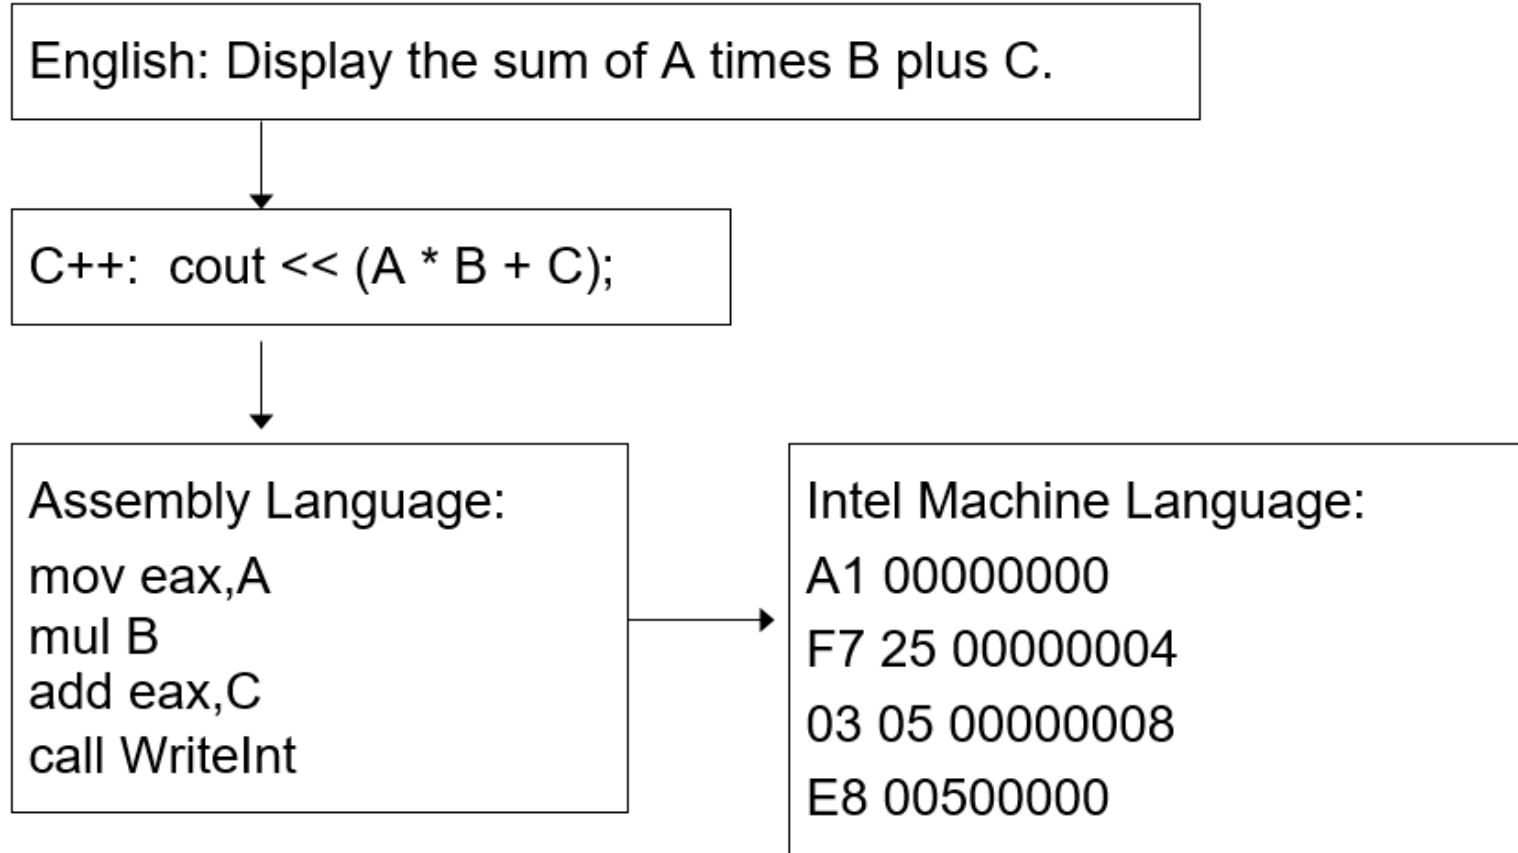 English: Display the sum of A times B plus C.
C++:  cout << (A * B + C);
Assembly Language:
mov eax,A
mul B
add eax,C
call WriteInt
Intel Machine Language:
A1 00000000
F7 25 00000004
03 05 00000008
E8 00500000